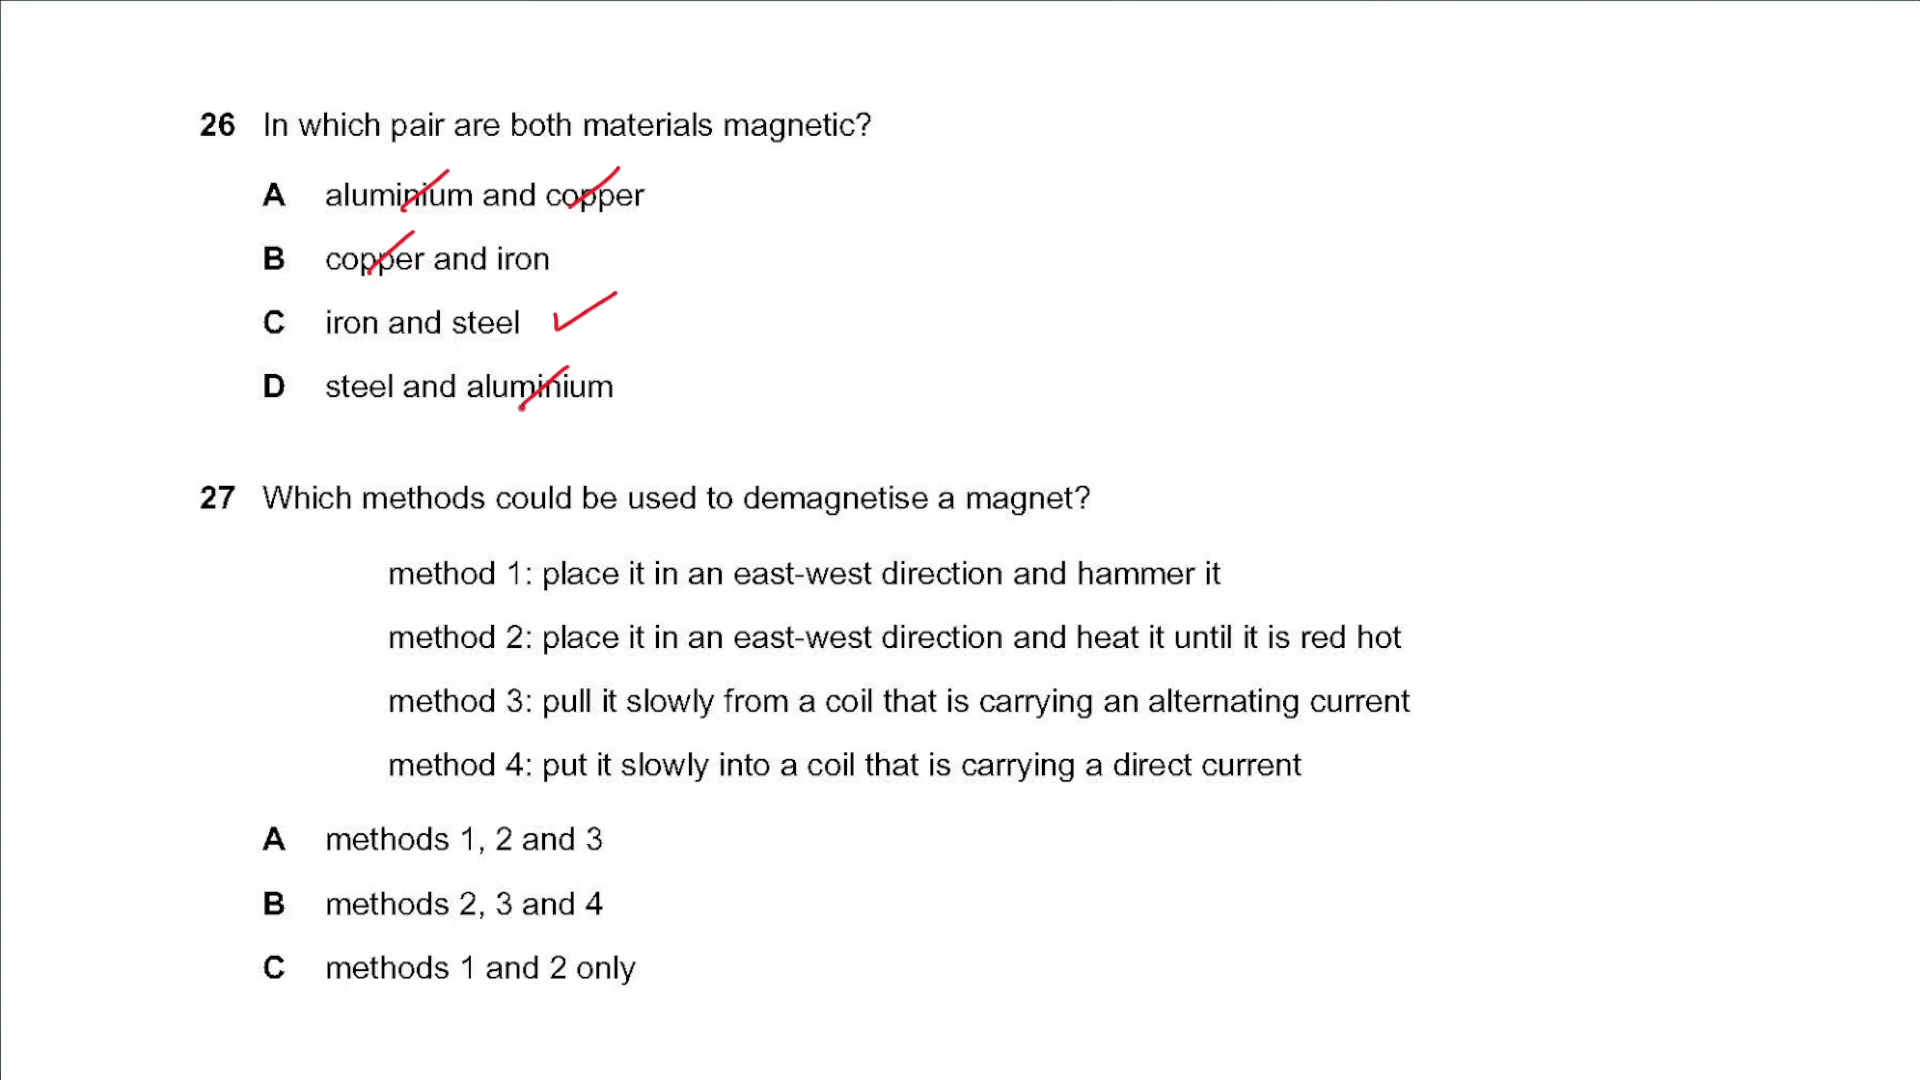 26 In which pair are both materials magnetic?
A aluminium and copper
B copper and iron
C iron and steel
D steel and aluminium
27 Which methods could be used to demagnetise a magnet?
method 1: place it in an east-west direction and hammer it
method 2: place it in an east-west direction and heat it until it is red hot
method 3: pull it slowly from a coil that is carrying an alternating current
method 4: put it slowly into a coil that is carrying a direct current
A methods 1, 2 and 3
B methods 2, 3 and 4
C methods 1 and 2 only